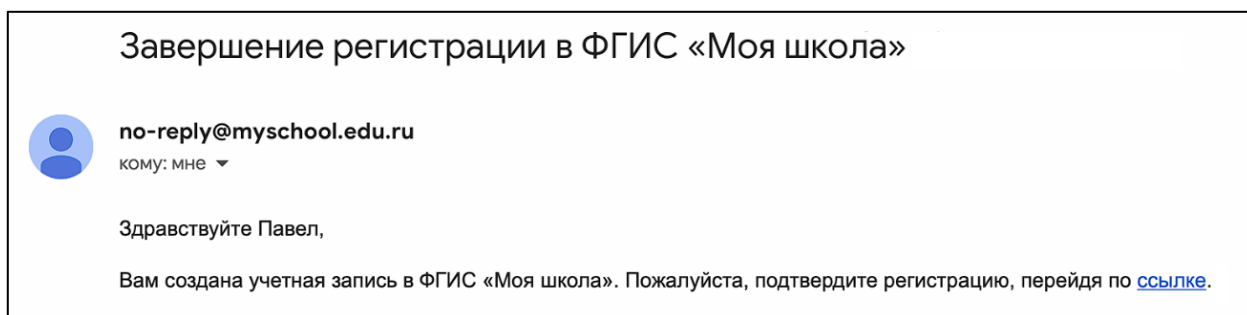 Завершение регистрации в ФГИС «Моя школа»
no-reply@myschool.edu.ru
кому: мне
Здравствуйте Павел,
Вам создана учетная запись в ФГИС «Моя школа». Пожалуйста, подтвердите регистрацию, перейдя по ссылке.